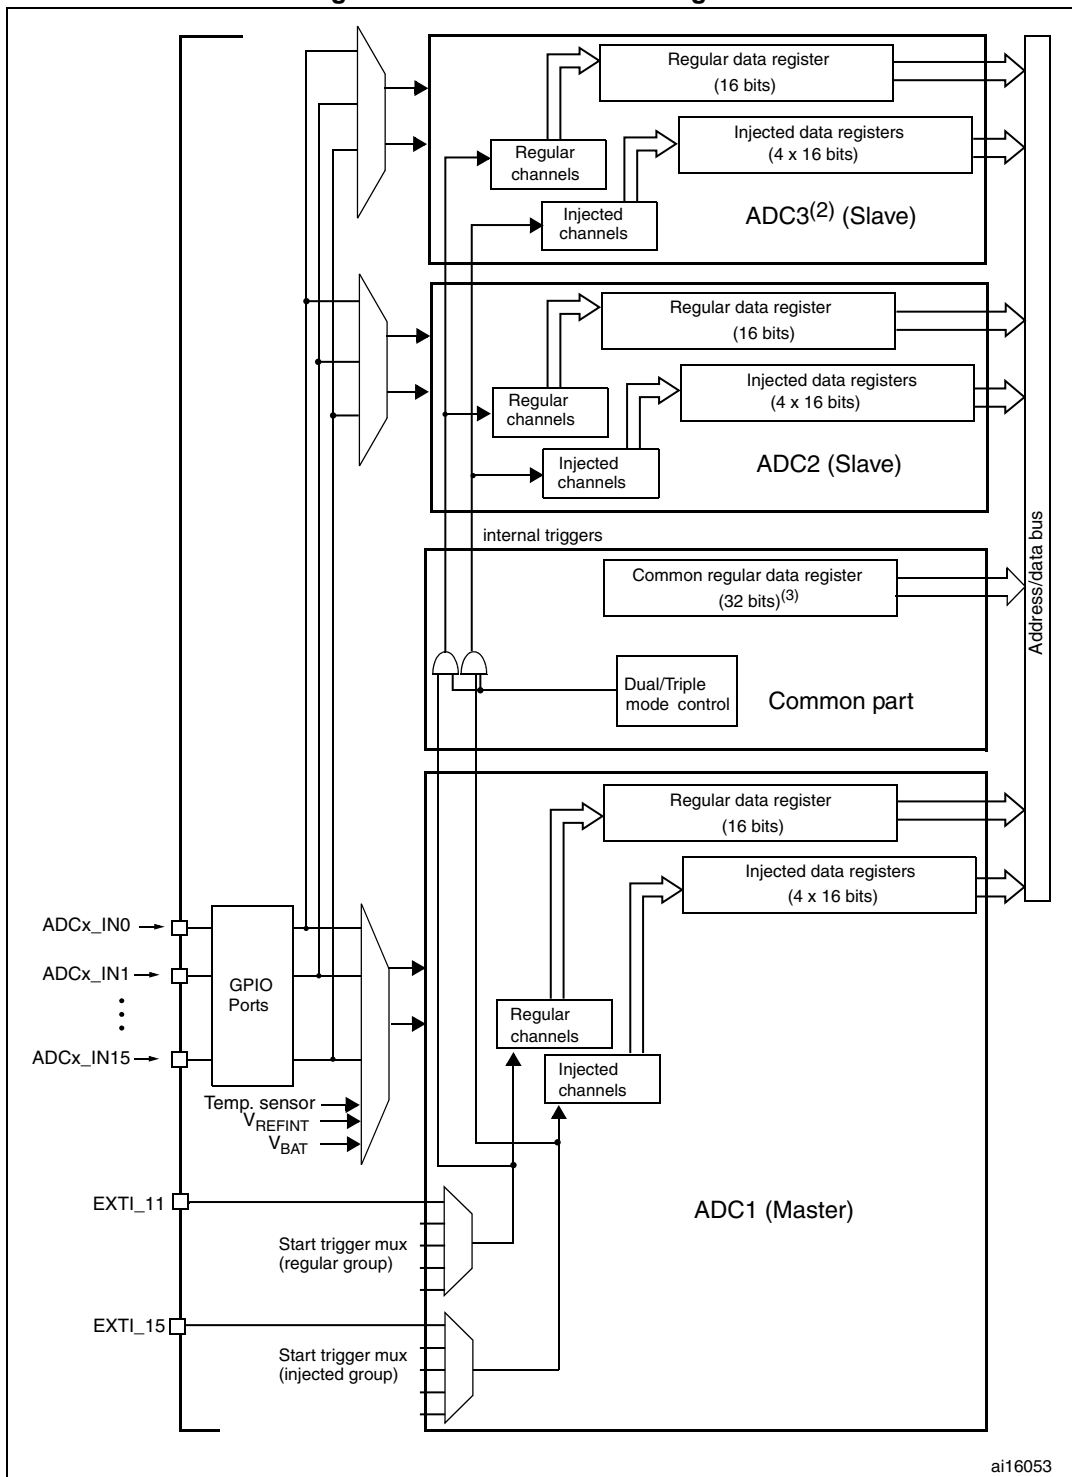 Regular data register
(16 bits)
Injected data registers
(4 x 16 bits)
Regular
channels
Injected
channels
ADC3(2) (Slave)
Regular data register
(16 bits)
Injected data registers
(4 x 16 bits)
Regular
channels
Injected
channels
ADC2 (Slave)
internal triggers
Common regular data register
(32 bits)(3)
Dual/Triple
mode control
Common part
Address/data bus
Regular data register
(16 bits)
Injected data registers
(4 x 16 bits)
ADCx_IN0
ADCx_IN1
ADCx_IN15
GPIO
Ports
Regular
channels
Injected
channels
Temp. sensor
VREFINT
VBAT
EXTI_11
Start trigger mux
(regular group)
ADC1 (Master)
EXTI_15
Start trigger mux
(injected group)
ai16053